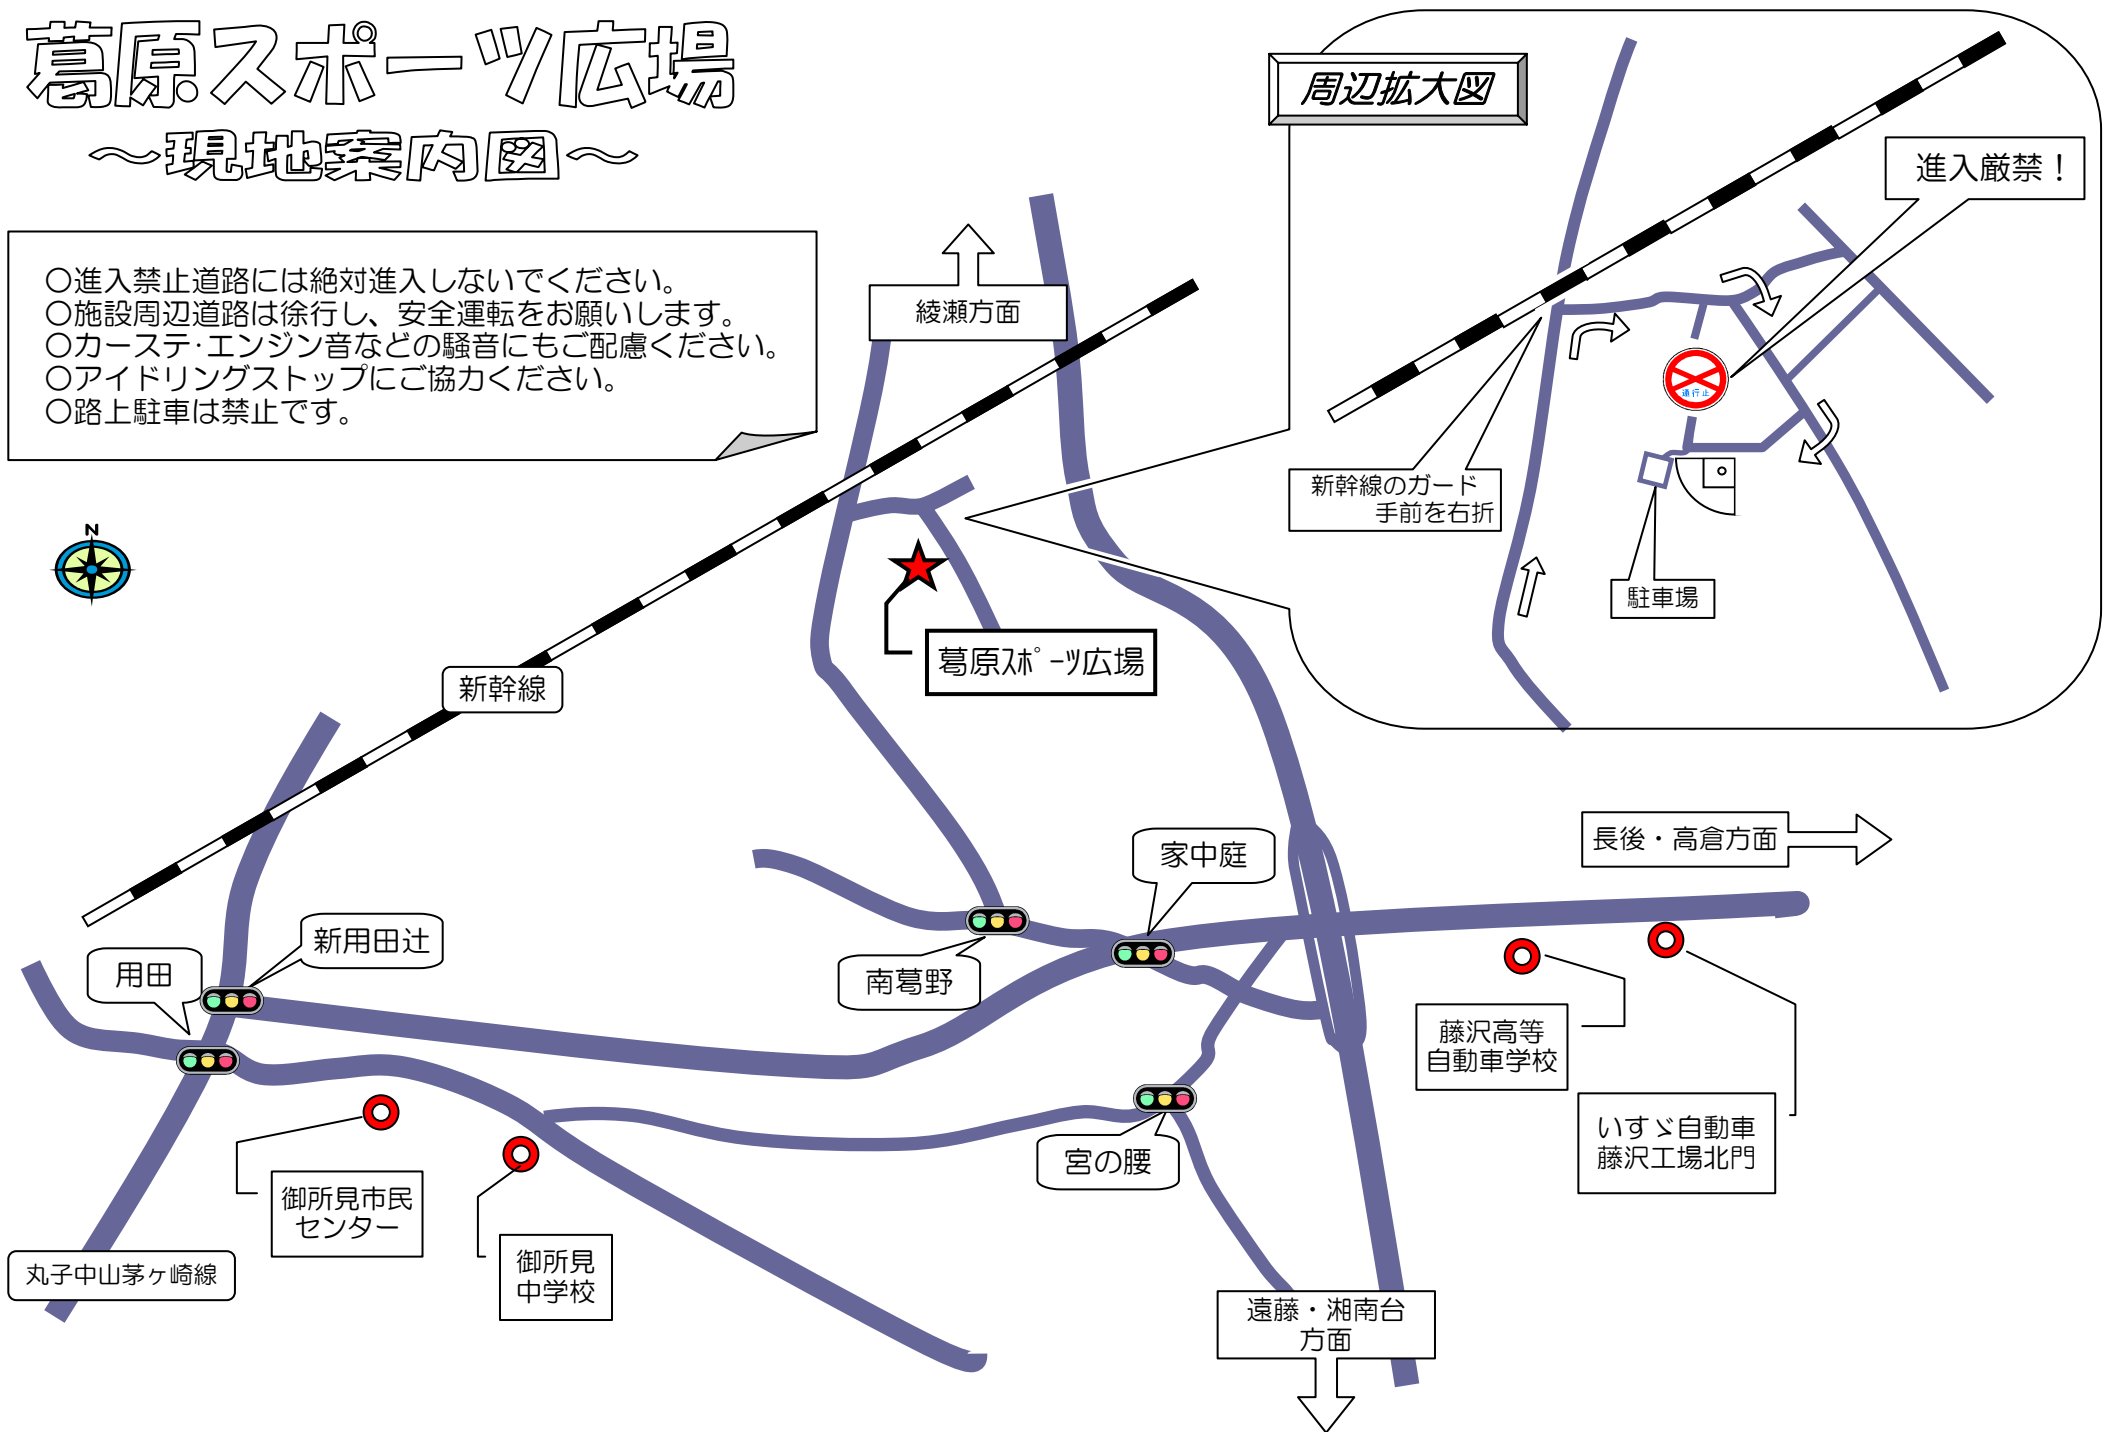 葛原スポーツ広場
～現地案内図～
○進入禁止道路には絶対進入しないでください。
○施設周辺道路は徐行し、安全運転をお願いします。
○カーステ･エンジン音などの騒音にもご配慮ください。
○アイドリングストップにご協力ください。
○路上駐車は禁止です。
N
綾瀬方面
周辺拡大図
進入厳禁！
通行止
新幹線のガード
手前を右折
駐車場
葛原ｽﾎﾟｰﾂ広場
新幹線
長後・高倉方面
家中庭
新用田辻
用田
南葛野
藤沢高等
自動車学校
いすゞ自動車
藤沢工場北門
宮の腰
御所見市民
センター
御所見
中学校
丸子中山茅ヶ崎線
遠藤・湘南台
方面